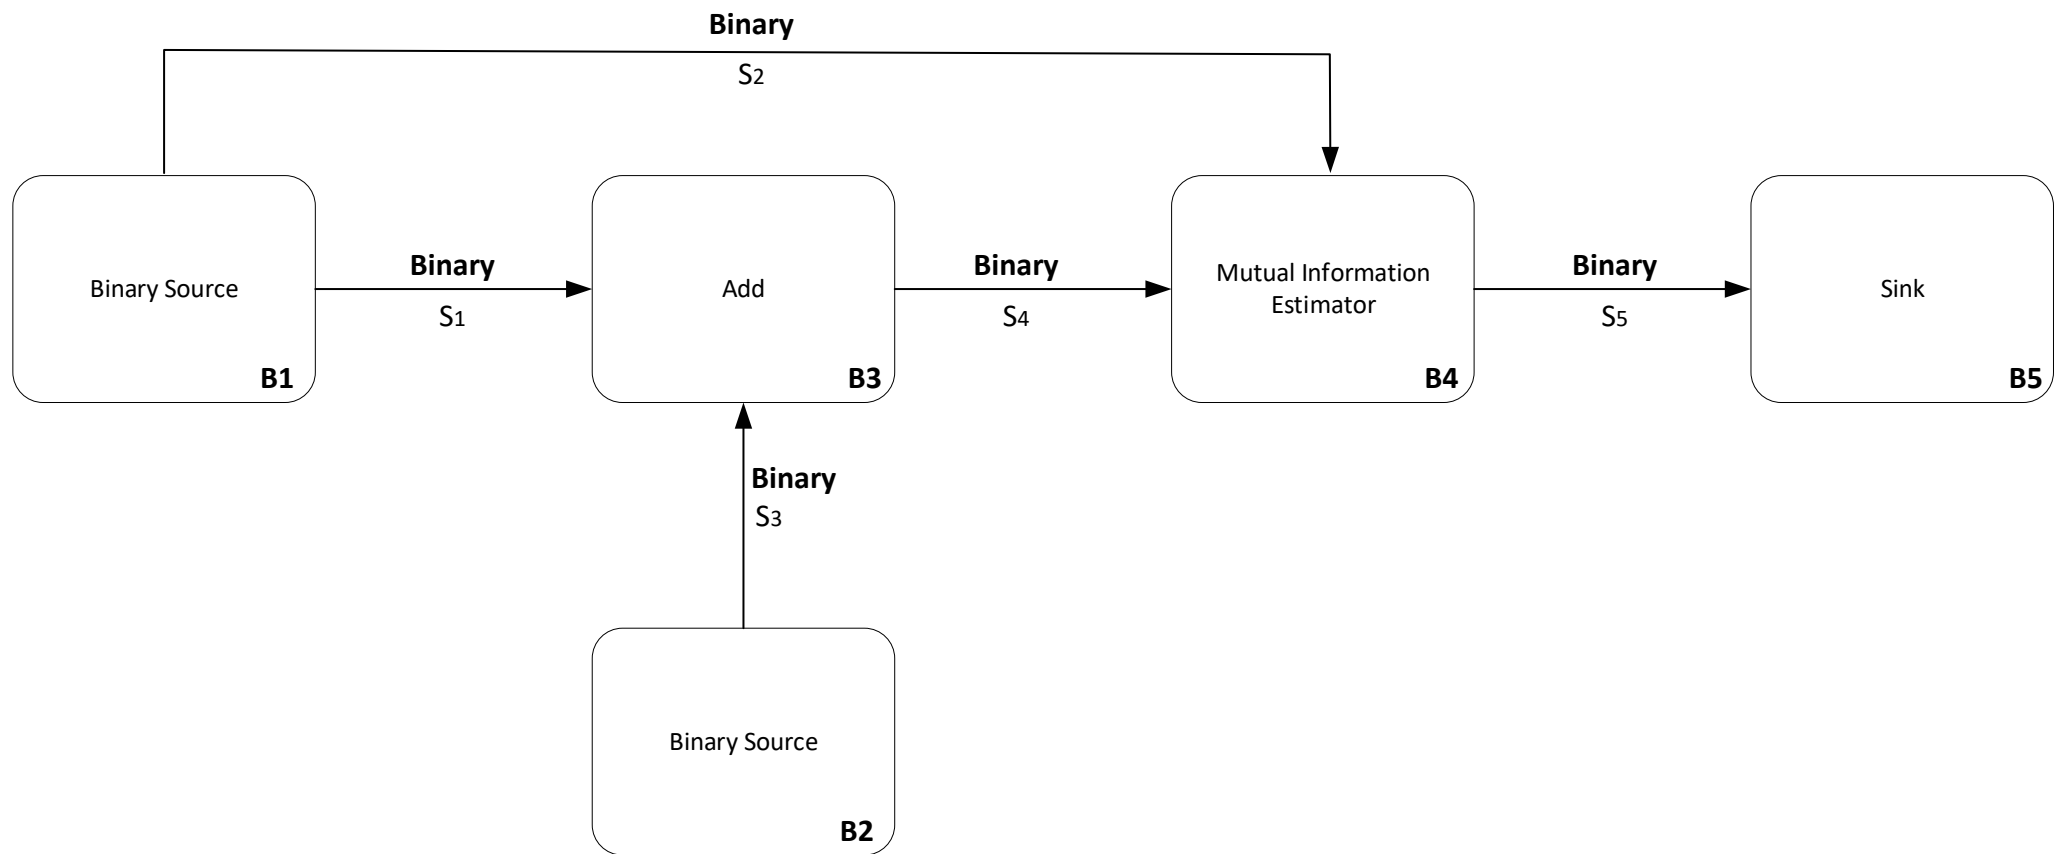 Binary
S2
Binary Source
B1
Binary
S1
Add
B3
Binary
S4
Mutual Information
Estimator
B4
Binary
S5
Sink
B5
Binary
S3
Binary Source
B2